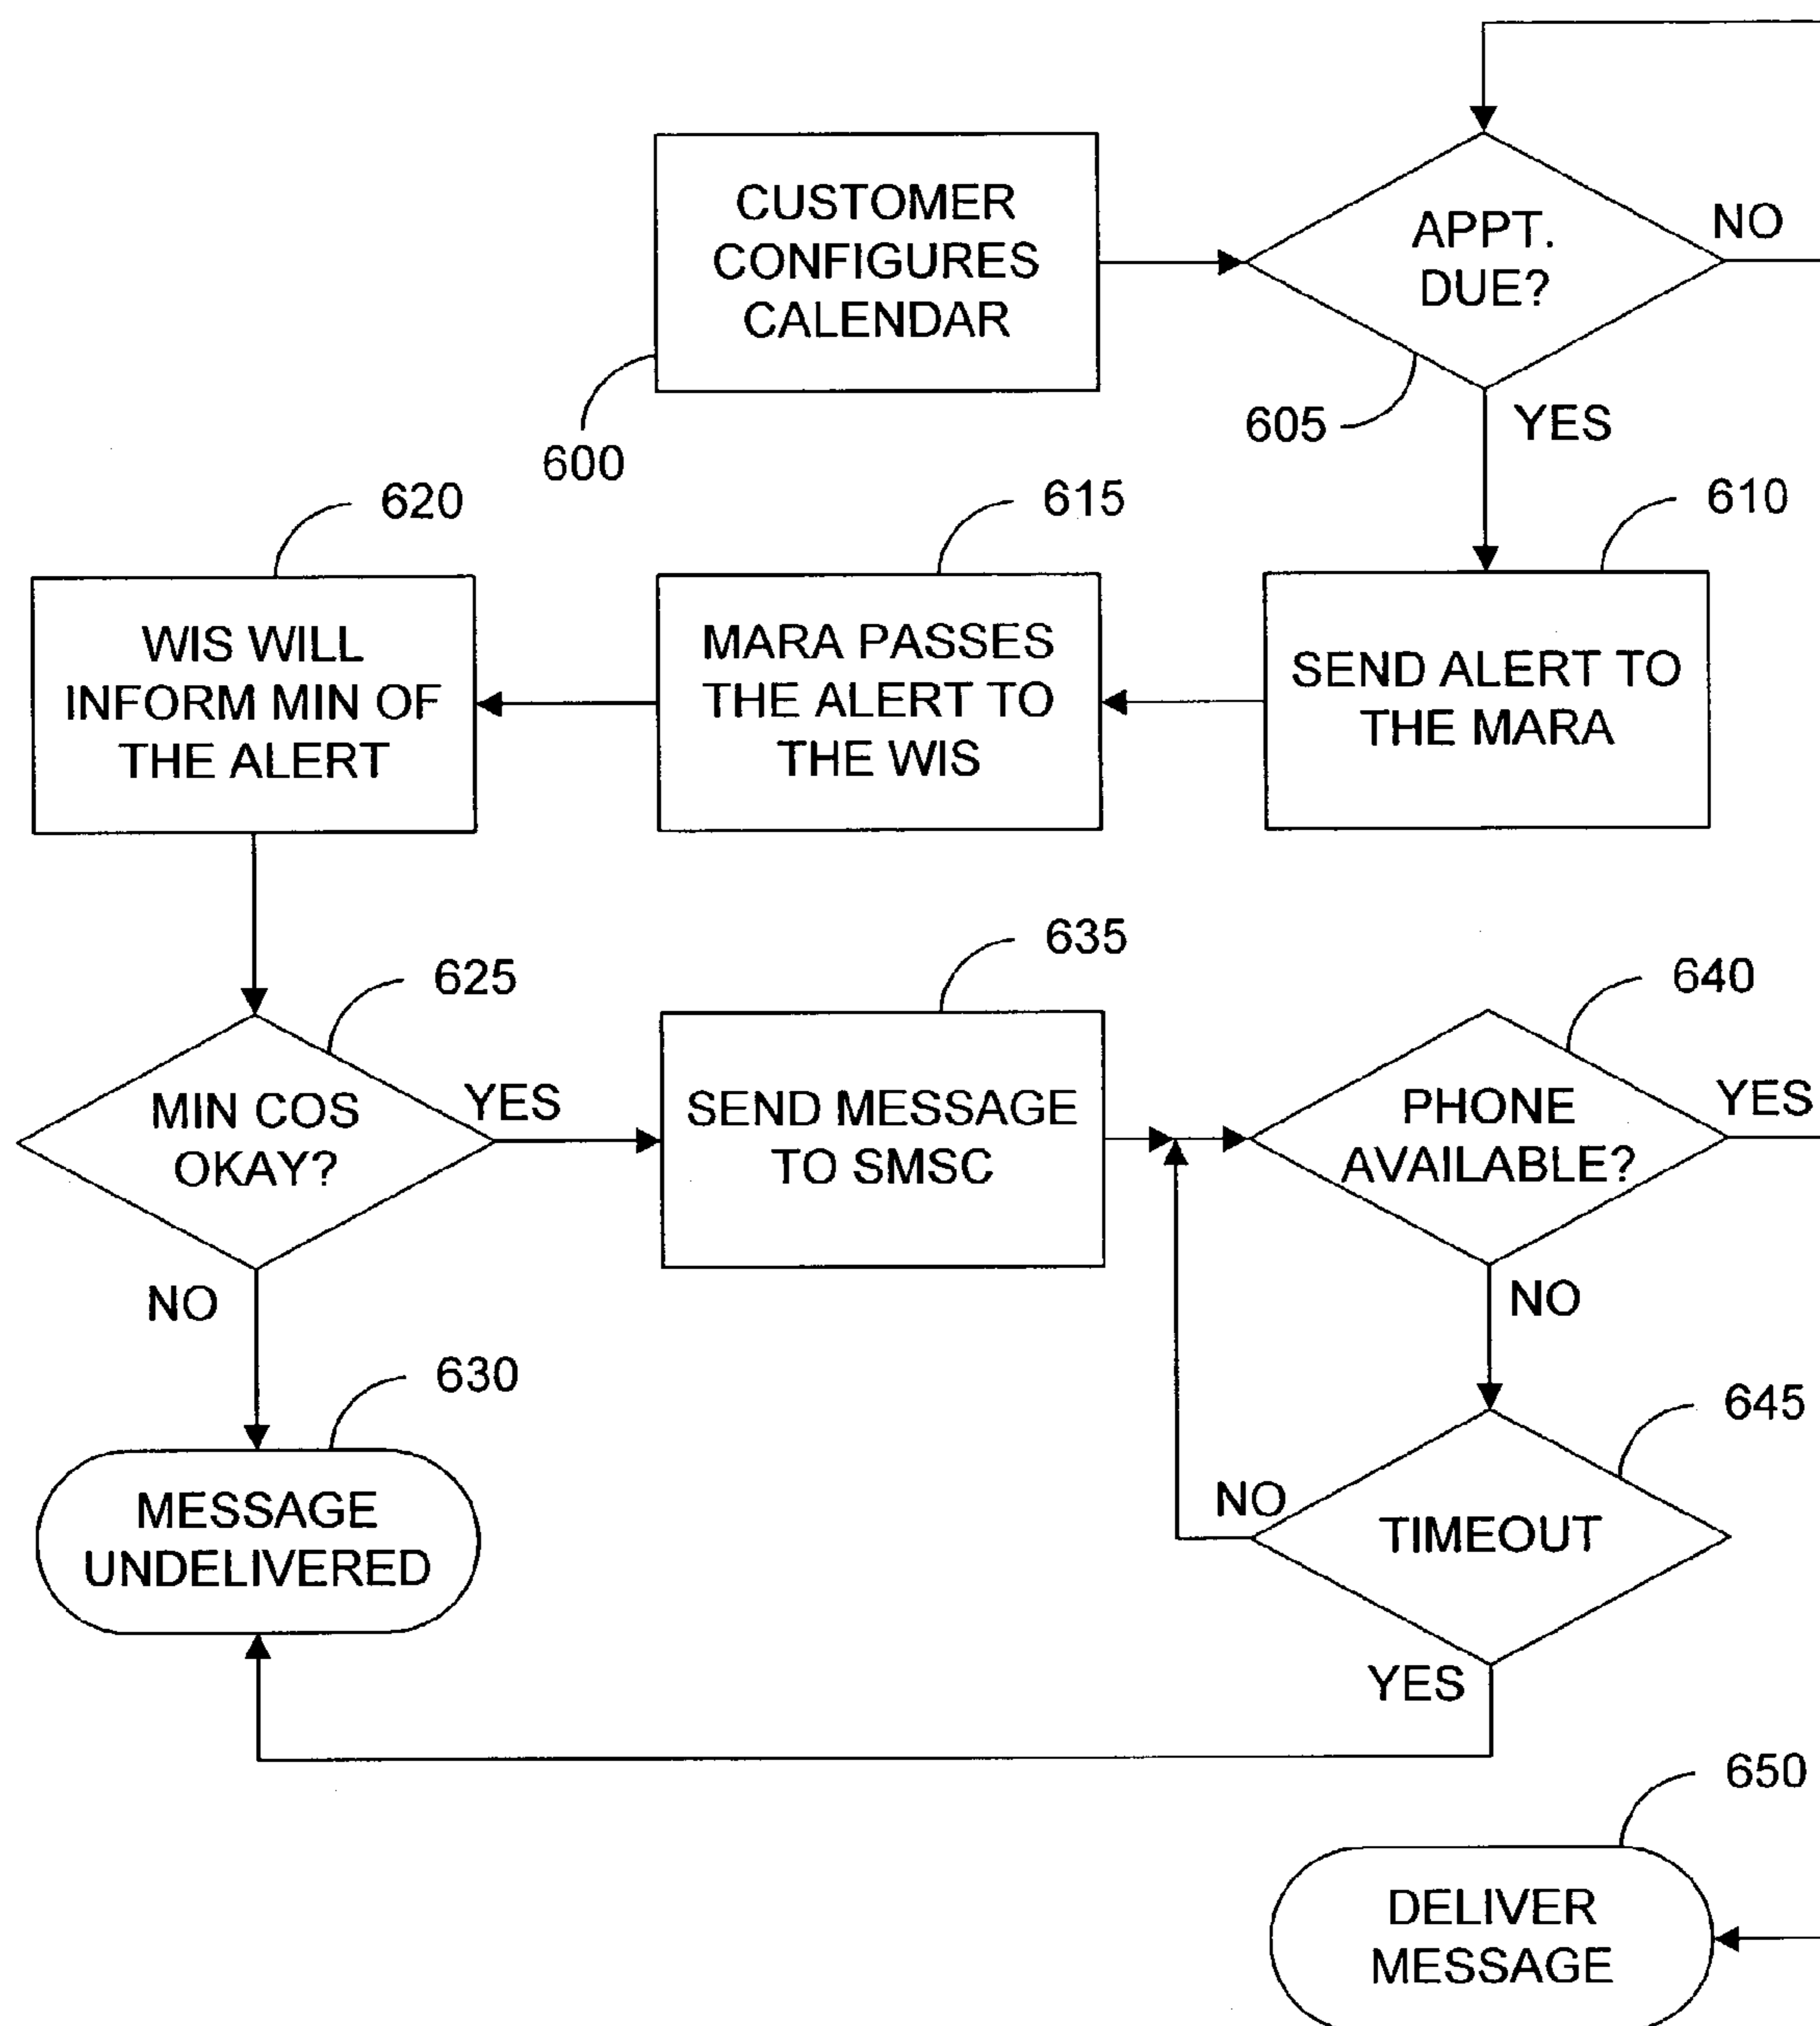 CUSTOMER
CONFIGURES
CALENDAR
600
APPT.
DUE?
NO
605
YES
610
SEND ALERT TO
THE MARA
615
MARA PASSES
THE ALERT TO
THE WIS
620
WIS WILL
INFORM MIN OF
THE ALERT
625
MIN COS
OKAY?
YES
NO
630
MESSAGE
UNDELIVERED
635
SEND MESSAGE
TO SMSC
640
PHONE
AVAILABLE?
YES
NO
645
TIMEOUT
NO
YES
650
DELIVER
MESSAGE